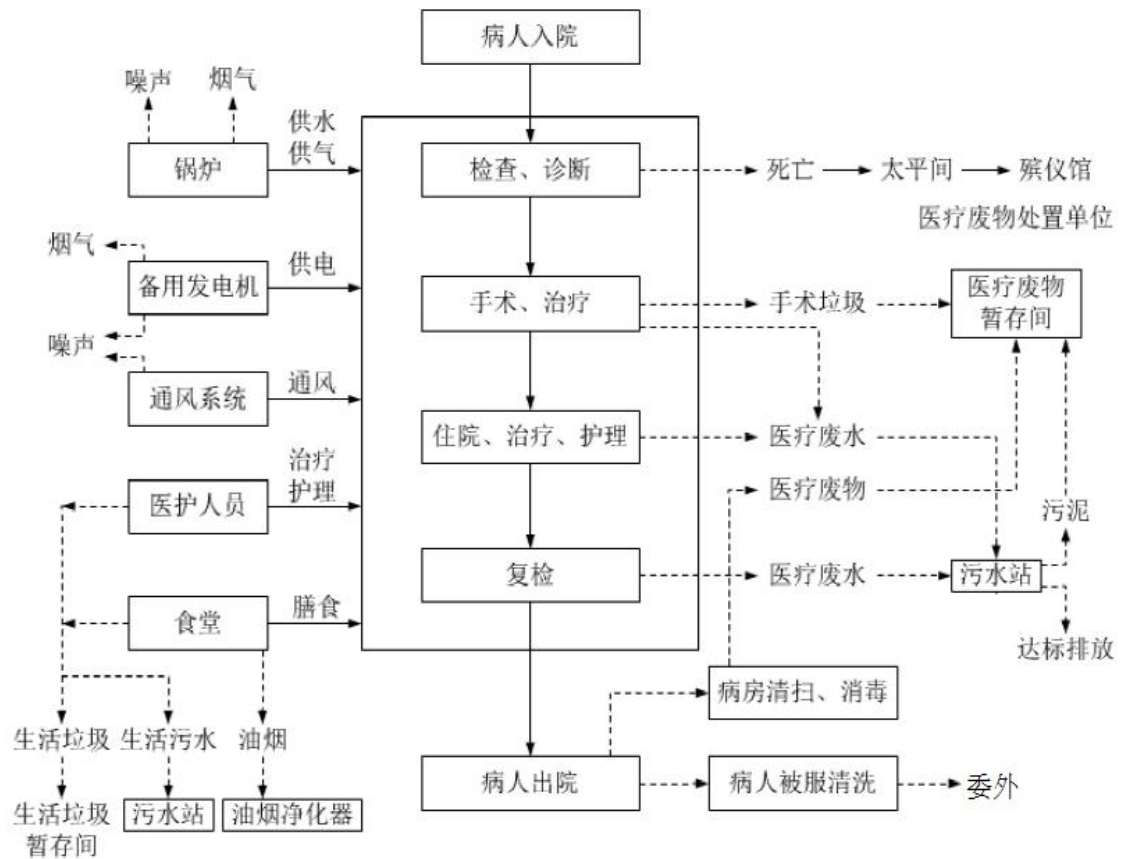 病人入院
噪声
烟气
供水
供气
锅炉
检查、诊断
死亡
太平间
殡仪馆
医疗废物处置单位
烟气
备用发电机
供电
手术、治疗
手术垃圾
医疗废物
暂存间
噪声
通风系统
通风
住院、治疗、护理
医疗废水
治疗
护理
医护人员
医疗废物
污泥
复检
医疗废水
污水站
食堂
膳食
达标排放
病房清扫、消毒
生活垃圾
生活污水
油烟
病人出院
病人被服清洗
委外
生活垃圾
暂存间
污水站
油烟净化器